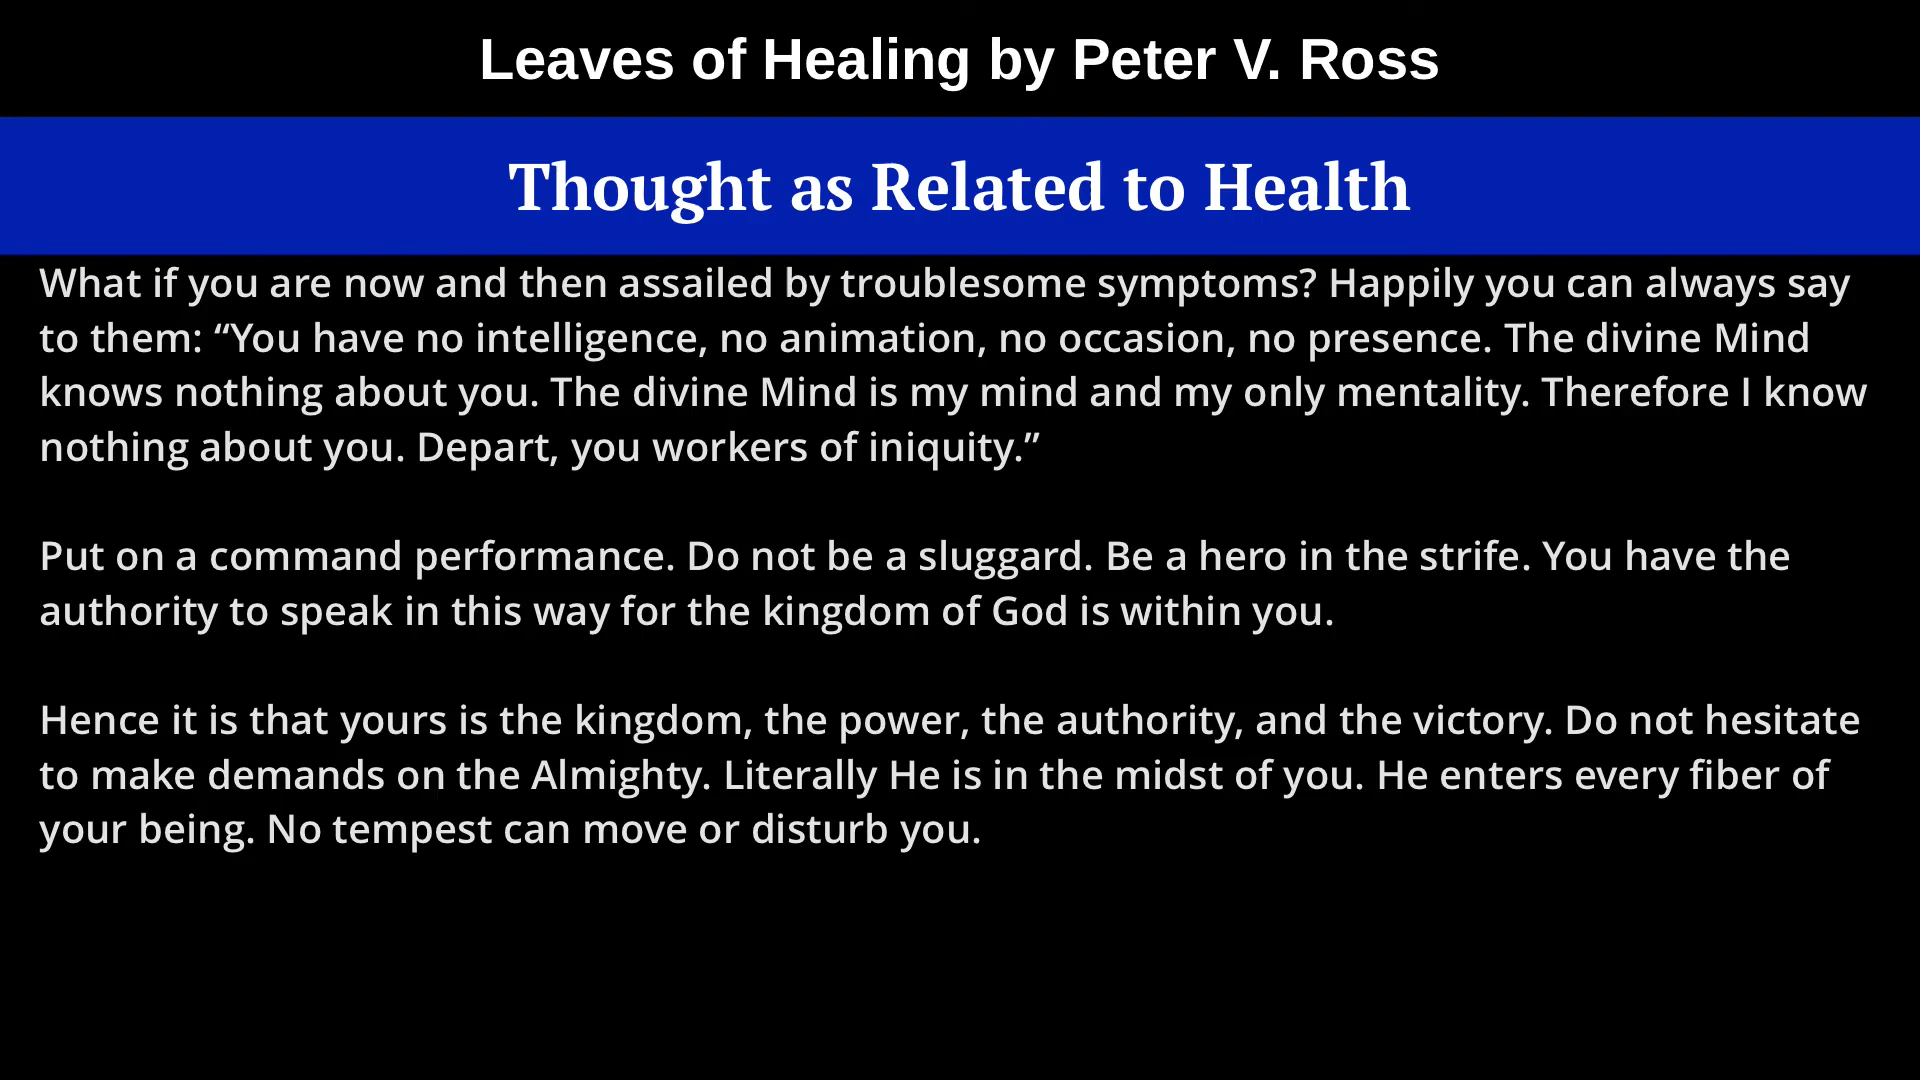 Leaves of Healing by Peter V. Ross
Thought as Related to Health
What if you are now and then assailed by troublesome symptoms? Happily you can always say
to them: “You have no intelligence, no animation, no occasion, no presence. The divine Mind
knows nothing about you. The divine Mind is my mind and my only mentality. Therefore I know
nothing about you. Depart, you workers of iniquity.”
Put on a command performance. Do not be a sluggard. Be a hero in the strife. You have the
authority to speak in this way for the kingdom of God is within you.
Hence it is that yours is the kingdom, the power, the authority, and the victory. Do not hesitate
to make demands on the Almighty. Literally He is in the midst of you. He enters every fiber of
your being. No tempest can move or disturb you.